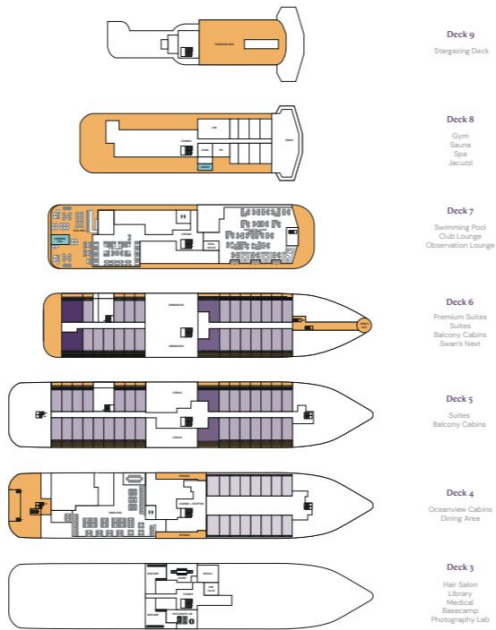 Deck 9
Stargazing Deck
Deck 8
Gym
Sauna
Spa
Jacuzzi
Deck 7
Swimming Pool
Club Lounge
Observation Lounge
Deck 6
Premium Suites
Suites
Balcony Cabins
Swan's Next
Deck 5
Suites
Balcony Cabins
Deck 4
Oceanview Cabins
Dining Area
Deck 3
Hair Salon
Library
Medical
Basecamp
Photography Lab